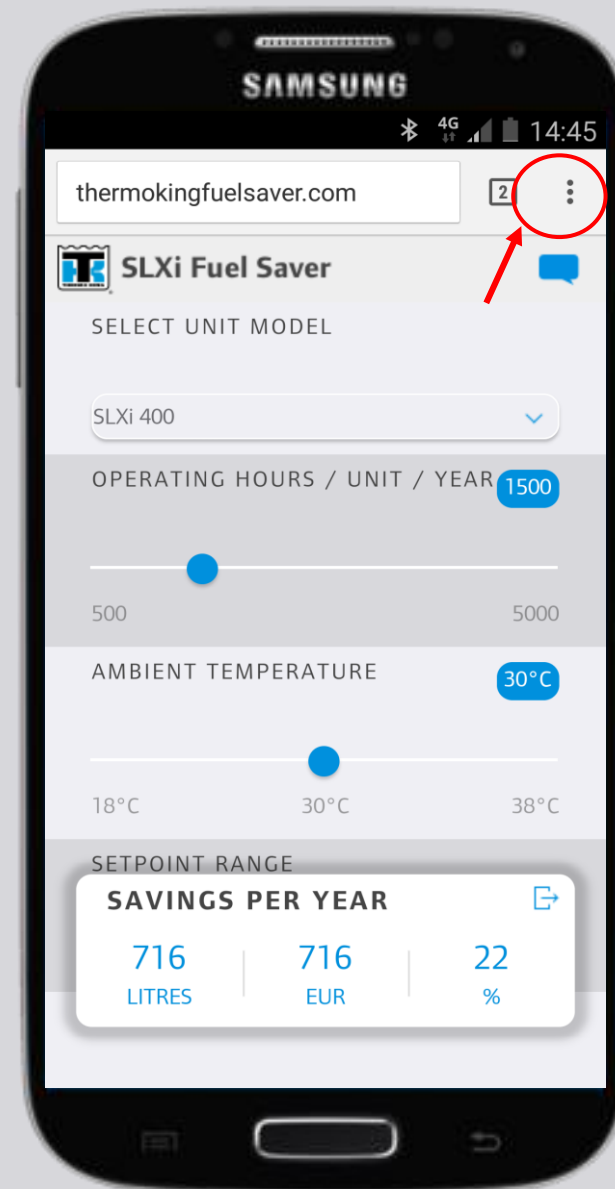 SAMSUNG
4G 14:45
thermokingfuelsaver.com 2
SLXi Fuel Saver
SELECT UNIT MODEL
SLXi 400
OPERATING HOURS / UNIT / YEAR 1500
500 5000
AMBIENT TEMPERATURE 30°C
18°C 30°C 38°C
SETPOINT RANGE
SAVINGS PER YEAR
716 716 22
LITRES EUR %